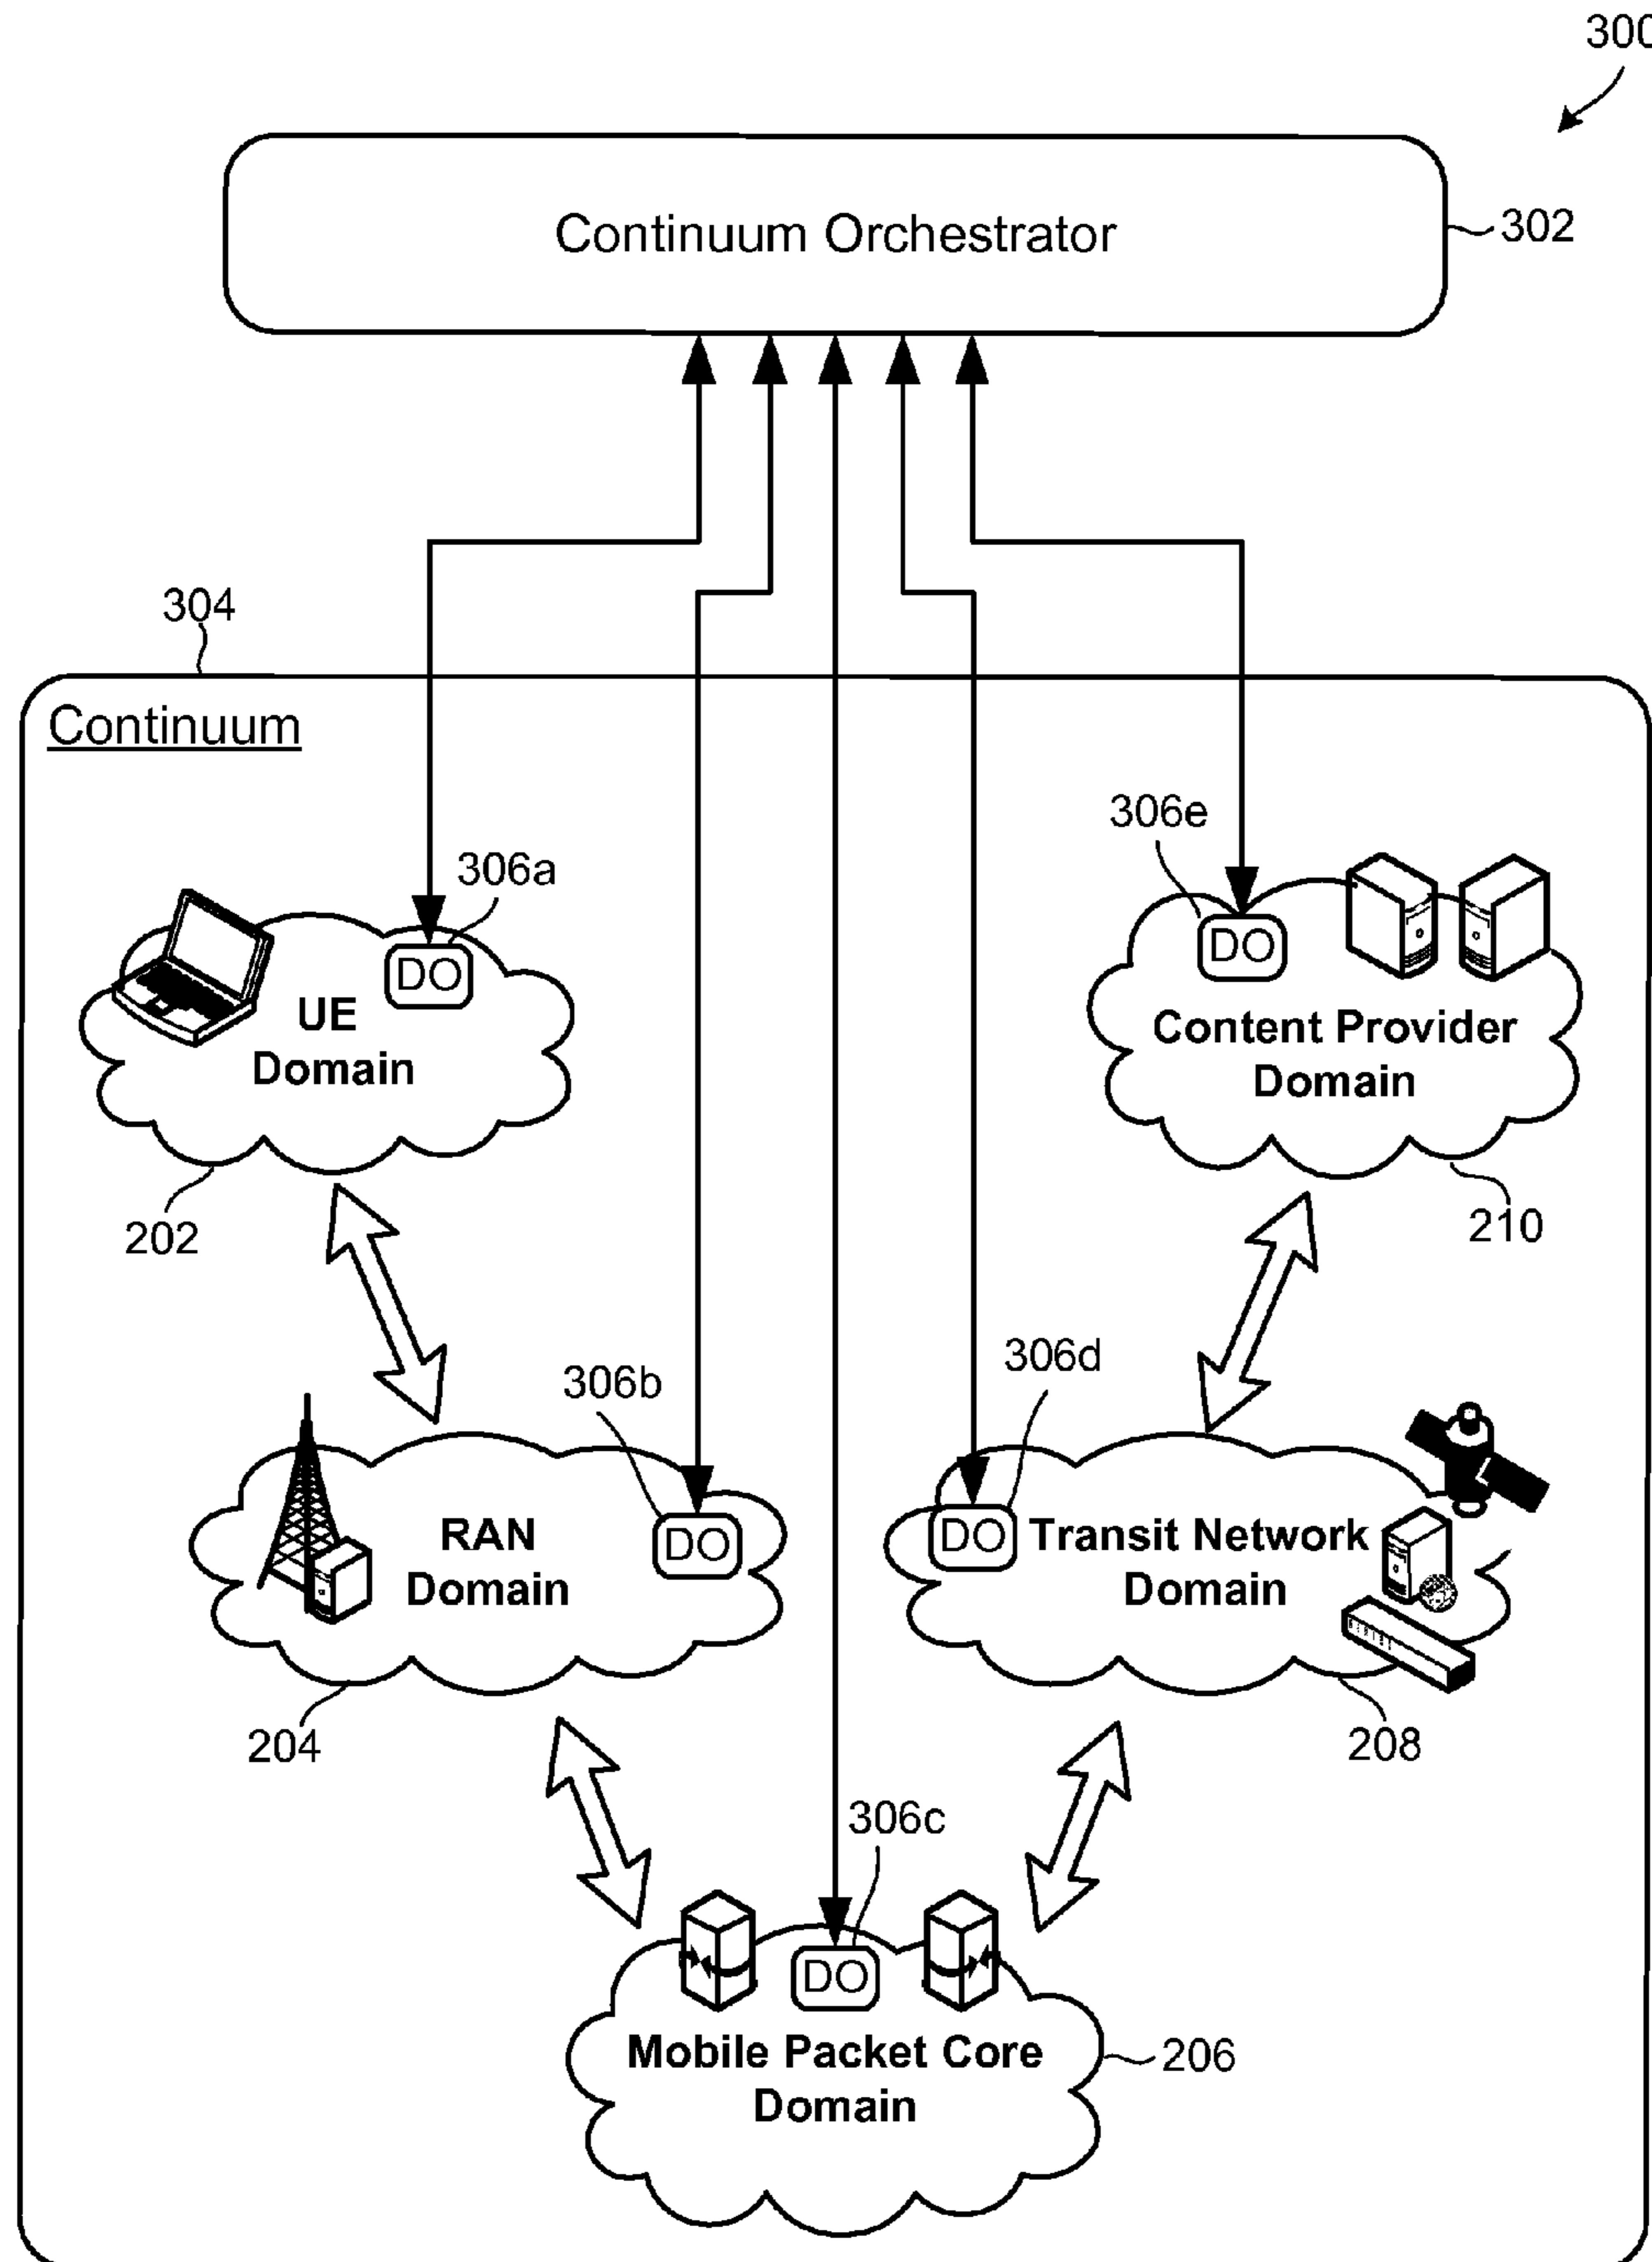 300
Continuum Orchestrator
302
304
Continuum
306e
306a
DO
DO
UE
Domain
Content Provider
Domain
202
210
306d
306b
RAN
Domain
DO
DO
Transit Network
Domain
204
208
306c
DO
Mobile Packet Core
Domain
206